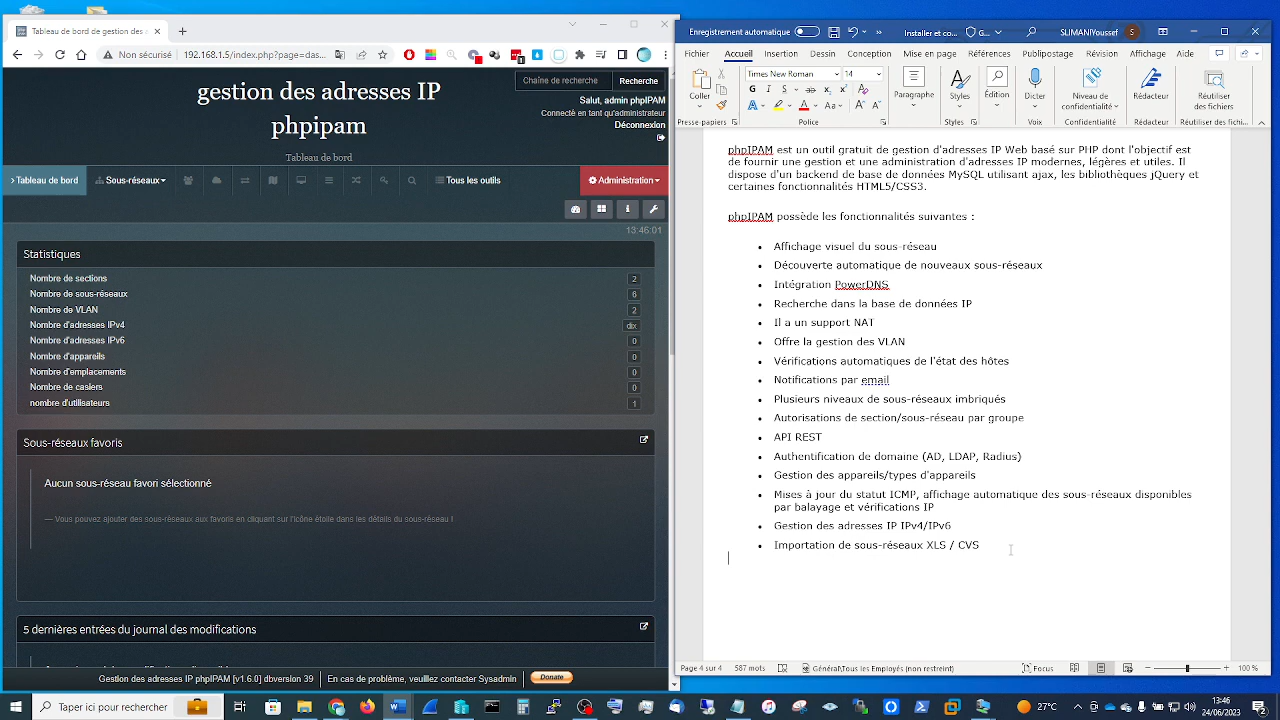 Tableau de bord de gestion des
Non sécurisé
192.168.1.5/index.php?page=das...
gestion des adresses IP
phpipam
Tableau de bord
Chaîne de recherche
Recherche
Salut, admin phpIPAM
Connecté en tant qu'administrateur
Déconnexion
Tableau de bord
Sous-réseaux
Tous les outils
Administration
13:46:01
Statistiques
Nombre de sections 2
Nombre de sous-réseaux 6
Nombre de VLAN 2
Nombre d'adresses IPv4 dix
Nombre d'adresses IPv6 0
Nombre d'appareils 0
Nombre d'emplacements 0
Nombre de casiers 0
nombre d'utilisateurs 1
Sous-réseaux favoris
Aucun sous-réseau favori sélectionné
— Vous pouvez ajouter des sous-réseaux aux favoris en cliquant sur l'icône étoile dans les détails du sous-réseau !
5 dernières entrées du journal des modifications
Gestion des adresses IP phpIPAM [v1.6.0] dbversion 39
En cas de problème veuillez contacter Sysadmin
Donate
Enregistrement automatique
Installer et co...
G...
SLIMANIYoussef
S
Fichier
Accueil
Insertion
Dessin
Conception
Mise en page
Références
Publipostage
Révision
Affichage
Aide
Times New Roman
14
Coller
Presse-papiers
Police
Paragraphe
Styles
Styles
Édition
Dicter
Voix
Niveau de
confidentialité
Confidentialité
Rédacteur
Rédacteur
Réutiliser
des fichiers
Réutiliser des fi...
phpIPAM est un outil gratuit de gestion d'adresses IP Web basé sur PHP dont l'objectif est
de fournir une gestion et une administration d'adresses IP modernes, légères et utiles. Il
dispose d'un backend de base de données MySQL utilisant ajax, les bibliothèques jQuery et
certaines fonctionnalités HTML5/CSS3.
phpIPAM possède les fonctionnalités suivantes :
• Affichage visuel du sous-réseau
• Découverte automatique de nouveaux sous-réseaux
• Intégration PowerDNS
• Recherche dans la base de données IP
• Il a un support NAT
• Offre la gestion des VLAN
• Vérifications automatiques de l'état des hôtes
• Notifications par email
• Plusieurs niveaux de sous-réseaux imbriqués
• Autorisations de section/sous-réseau par groupe
• API REST
• Authentification de domaine (AD, LDAP, Radius)
• Gestion des appareils/types d'appareils
• Mises à jour du statut ICMP, affichage automatique des sous-réseaux disponibles
par balayage et vérifications IP
• Gestion des adresses IP IPv4/IPv6
• Importation de sous-réseaux XLS / CVS
Page 4 sur 4
587 mots
Général\Tous les Employés (non restreint)
Focus
100 %
Taper ici pour rechercher
27°C
13:46
24/06/2023